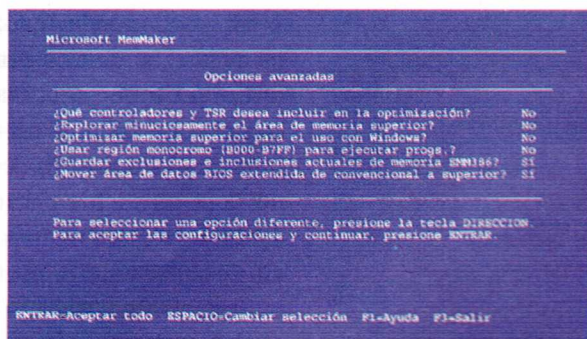 Microsoft MemMaker
Opciones avanzadas
¿Qué controladores y TSR desea incluir en la optimización? No
¿Explorar minuciosamente el área de memoria superior? No
¿Optimizar memoria superior para el uso con Windows? No
¿Usar región monocromo (B000-B7FF) para ejecutar progs.? No
¿Guardar exclusiones e inclusiones actuales de memoria EMM386? Sí
¿Mover área de datos BIOS extendida de convencional a superior? Sí
Para seleccionar una opción diferente, presione la tecla DIRECCION.
Para aceptar las configuraciones y continuar, presione ENTRAR.
ENTRAR=Aceptar todo ESPACIO=Cambiar selección F1=Ayuda F3=Salir